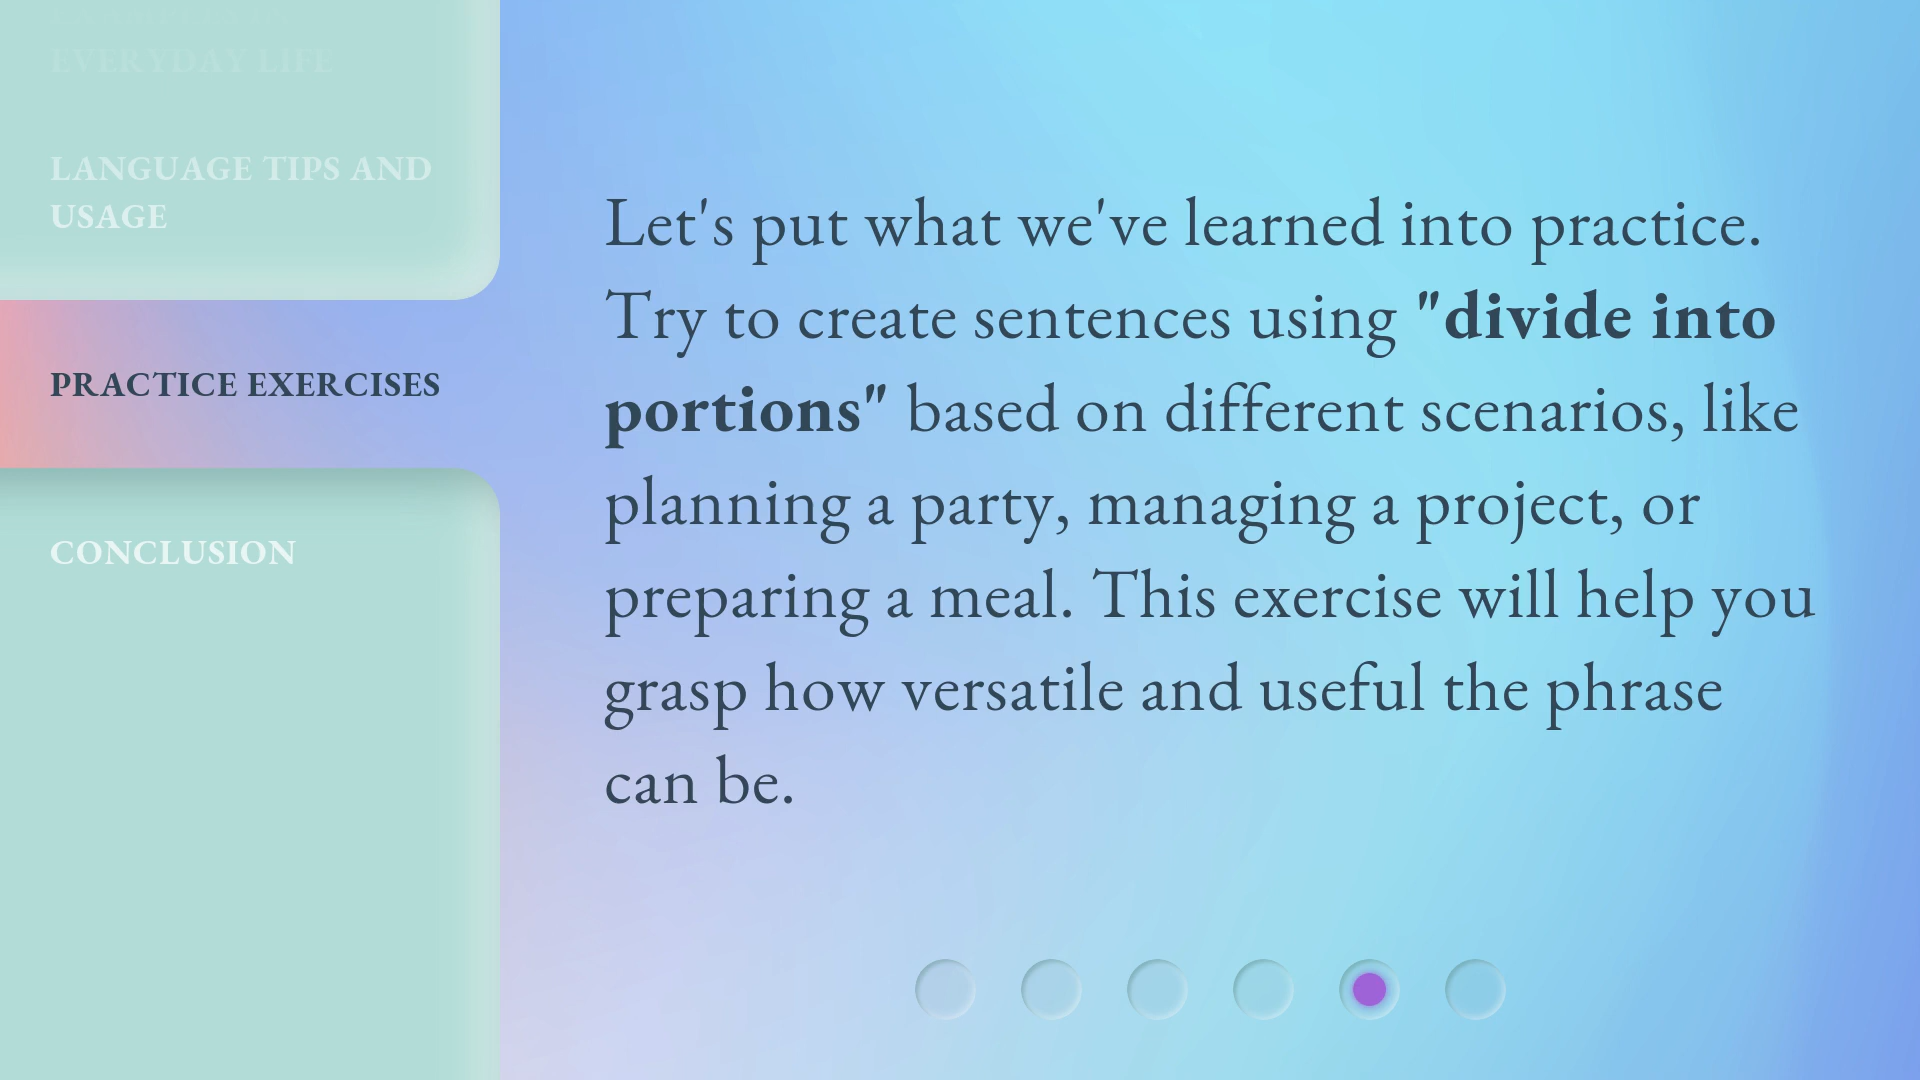 EVERYDAY LIFE
LANGUAGE TIPS AND
USAGE
PRACTICE EXERCISES
CONCLUSION
Let's put what we've learned into practice.
Try to create sentences using "divide into
portions" based on different scenarios, like
planning a party, managing a project, or
preparing a meal. This exercise will help you
grasp how versatile and useful the phrase
can be.